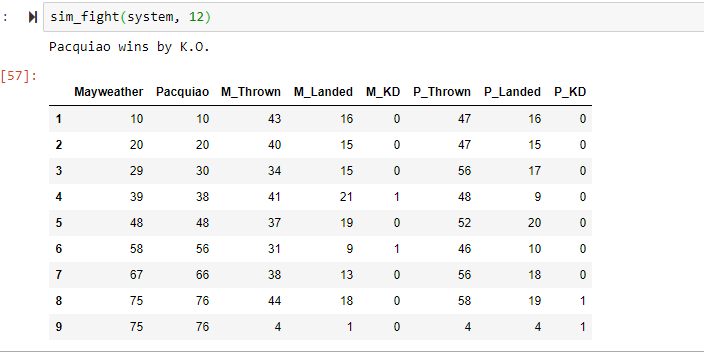 : sim_fight(system, 12)
Pacquiao wins by K.O.
[57]:
Mayweather Pacquiao M_Thrown M_Landed M_KD P_Thrown P_Landed P_KD
1 10 10 43 16 0 47 16 0
2 20 20 40 15 0 47 15 0
3 29 30 34 15 0 56 17 0
4 39 38 41 21 1 48 9 0
5 48 48 37 19 0 52 20 0
6 58 56 31 9 1 46 10 0
7 67 66 38 13 0 56 18 0
8 75 76 44 18 0 58 19 1
9 75 76 4 1 0 4 4 1